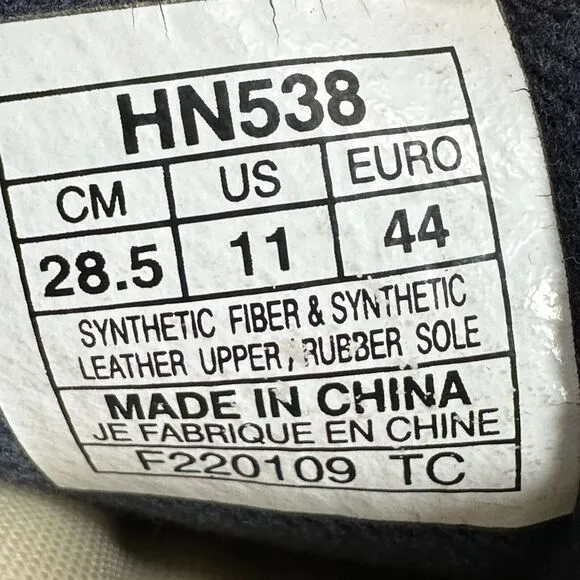 HN538
CM US EURO
28.5 11 44
SYNTHETIC FIBER & SYNTHETIC
LEATHER UPPER / RUBBER SOLE
MADE IN CHINA
JE FABRIQUE EN CHINE
F220109 TC